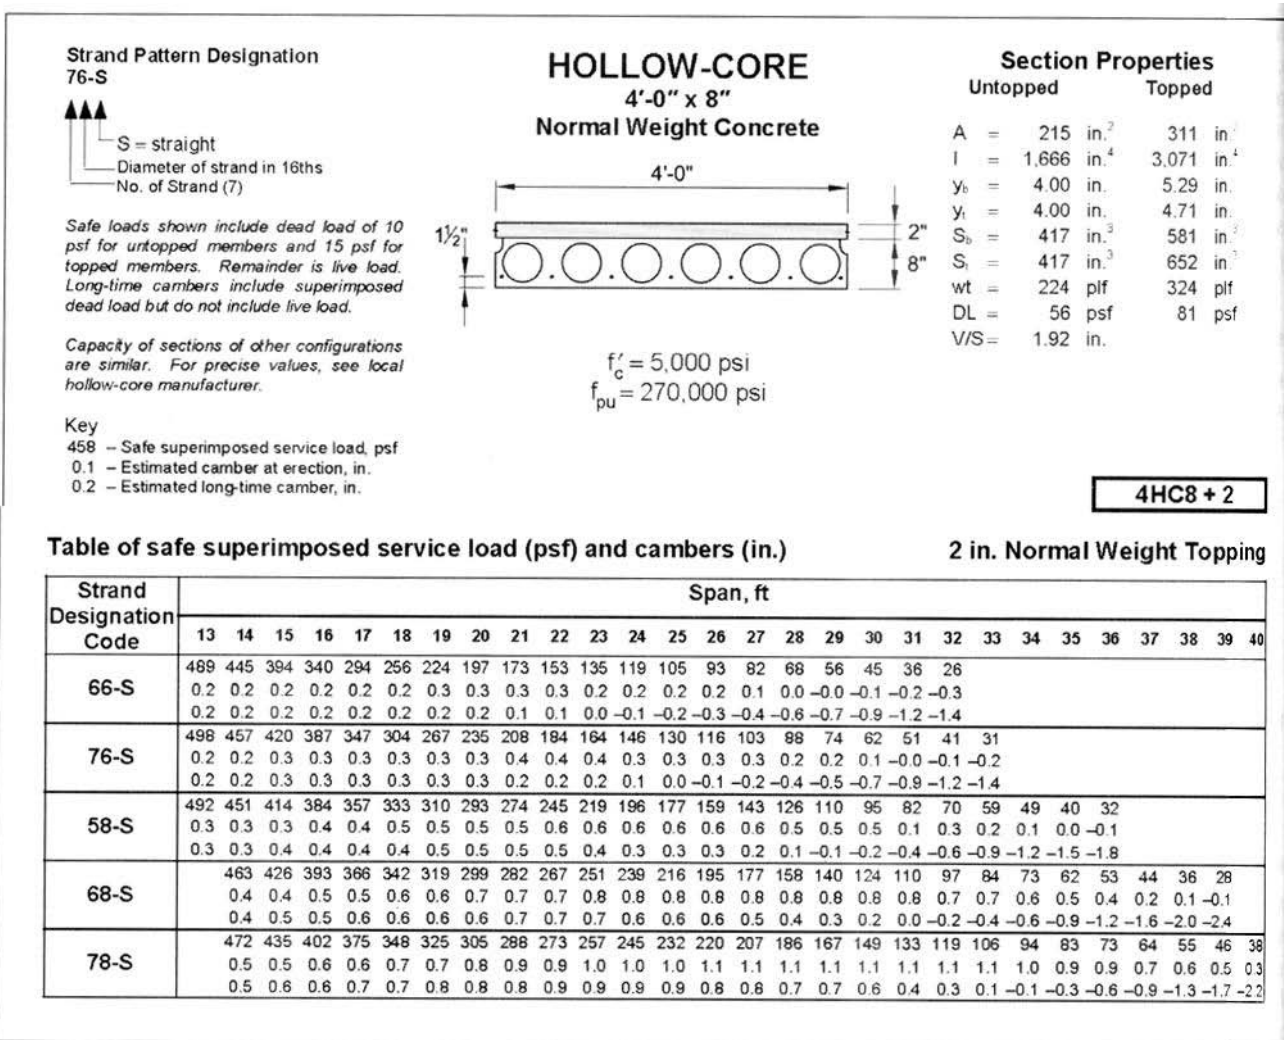 Strand Pattern Designation
76-S
S = straight
Diameter of strand in 16ths
No. of Strand (7)
Safe loads shown include dead load of 10
psf for untopped members and 15 psf for
topped members. Remainder is live load.
Long-time cambers include superimposed
dead load but do not include live load.
Capacity of sections of other configurations
are similar. For precise values, see local
hollow-core manufacturer.
Key
458 – Safe superimposed service load, psf
0.1 – Estimated camber at erection, in.
0.2 – Estimated long-time camber, in.
HOLLOW-CORE
4'-0" x 8"
Normal Weight Concrete
4'-0"
1½"
2"
8"
f′c = 5,000 psi
fpu = 270,000 psi
Section Properties
Untopped Topped
A = 215 in.² 311 in.
I = 1,666 in.⁴ 3,071 in.⁴
yb = 4.00 in. 5.29 in.
yt = 4.00 in. 4.71 in.
Sb = 417 in.³ 581 in.³
St = 417 in.³ 652 in.³
wt = 224 plf 324 plf
DL = 56 psf 81 psf
V/S = 1.92 in.
4HC8 + 2
Table of safe superimposed service load (psf) and cambers (in.) 2 in. Normal Weight Topping
Strand Designation Code
Span, ft
13 14 15 16 17 18 19 20 21 22 23 24 25 26 27 28 29 30 31 32 33 34 35 36 37 38 39 40
66-S
489 445 394 340 294 256 224 197 173 153 135 119 105 93 82 68 56 45 36 26
0.2 0.2 0.2 0.2 0.2 0.2 0.3 0.3 0.3 0.3 0.2 0.2 0.2 0.2 0.1 0.0 –0.0 –0.1 –0.2 –0.3
0.2 0.2 0.2 0.2 0.2 0.2 0.2 0.2 0.1 0.1 0.0 –0.1 –0.2 –0.3 –0.4 –0.6 –0.7 –0.9 –1.2 –1.4
76-S
498 457 420 387 347 304 267 235 208 184 164 146 130 116 103 88 74 62 51 41 31
0.2 0.2 0.3 0.3 0.3 0.3 0.3 0.3 0.4 0.4 0.4 0.3 0.3 0.3 0.3 0.2 0.2 0.1 –0.0 –0.1 –0.2
0.2 0.2 0.3 0.3 0.3 0.3 0.3 0.3 0.2 0.2 0.2 0.1 0.0 –0.1 –0.2 –0.4 –0.5 –0.7 –0.9 –1.2 –1.4
58-S
492 451 414 384 357 333 310 293 274 245 219 196 177 159 143 126 110 95 82 70 59 49 40 32
0.3 0.3 0.3 0.4 0.4 0.5 0.5 0.5 0.5 0.6 0.6 0.6 0.6 0.6 0.6 0.5 0.5 0.5 0.1 0.3 0.2 0.1 0.0 –0.1
0.3 0.3 0.4 0.4 0.4 0.4 0.5 0.5 0.5 0.5 0.4 0.3 0.3 0.3 0.2 0.1 –0.1 –0.2 –0.4 –0.6 –0.9 –1.2 –1.5 –1.8
68-S
463 426 393 366 342 319 299 282 267 251 239 216 195 177 158 140 124 110 97 84 73 62 53 44 36 28
0.4 0.4 0.5 0.5 0.6 0.6 0.7 0.7 0.7 0.8 0.8 0.8 0.8 0.8 0.8 0.8 0.8 0.8 0.7 0.7 0.6 0.5 0.4 0.2 0.1 –0.1
0.4 0.5 0.5 0.6 0.6 0.6 0.6 0.7 0.7 0.7 0.6 0.6 0.6 0.5 0.4 0.3 0.2 0.0 –0.2 –0.4 –0.6 –0.9 –1.2 –1.6 –2.0 –2.4
78-S
472 435 402 375 348 325 305 288 273 257 245 232 220 207 186 167 149 133 119 106 94 83 73 64 55 46 38
0.5 0.5 0.6 0.6 0.7 0.7 0.8 0.9 0.9 1.0 1.0 1.0 1.1 1.1 1.1 1.1 1.1 1.1 1.1 1.1 1.0 0.9 0.9 0.7 0.6 0.5 0.3
0.5 0.6 0.6 0.7 0.7 0.8 0.8 0.8 0.9 0.9 0.9 0.9 0.8 0.8 0.7 0.7 0.6 0.4 0.3 0.1 –0.1 –0.3 –0.6 –0.9 –1.3 –1.7 –2.2